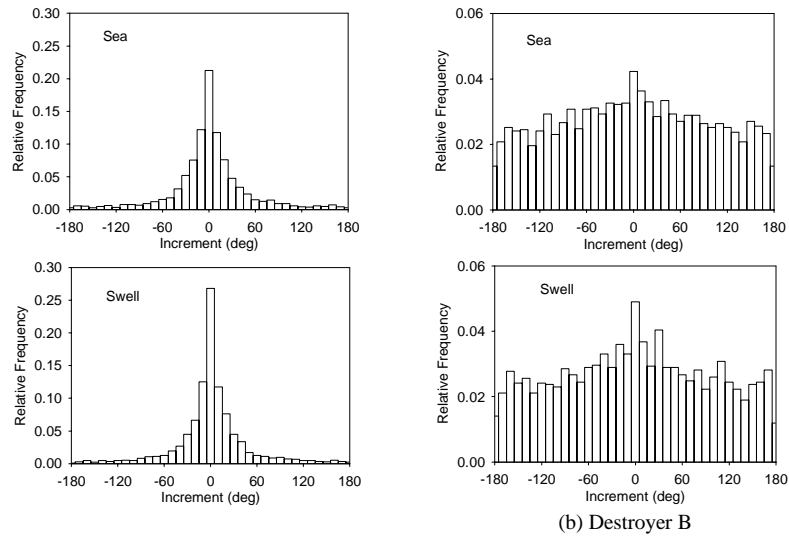 0.30
0.25
0.20
0.15
0.10
0.05
0.00
Relative Frequency
Sea
-180 -120 -60 0 60 120 180
Increment (deg)
0.06
0.04
0.02
0.00
Relative Frequency
Sea
-180 -120 -60 0 60 120 180
Increment (deg)
0.30
0.25
0.20
0.15
0.10
0.05
0.00
Relative Frequency
Swell
-180 -120 -60 0 60 120 180
Increment (deg)
0.06
0.04
0.02
0.00
Relative Frequency
Swell
-180 -120 -60 0 60 120 180
Increment (deg)
(b) Destroyer B